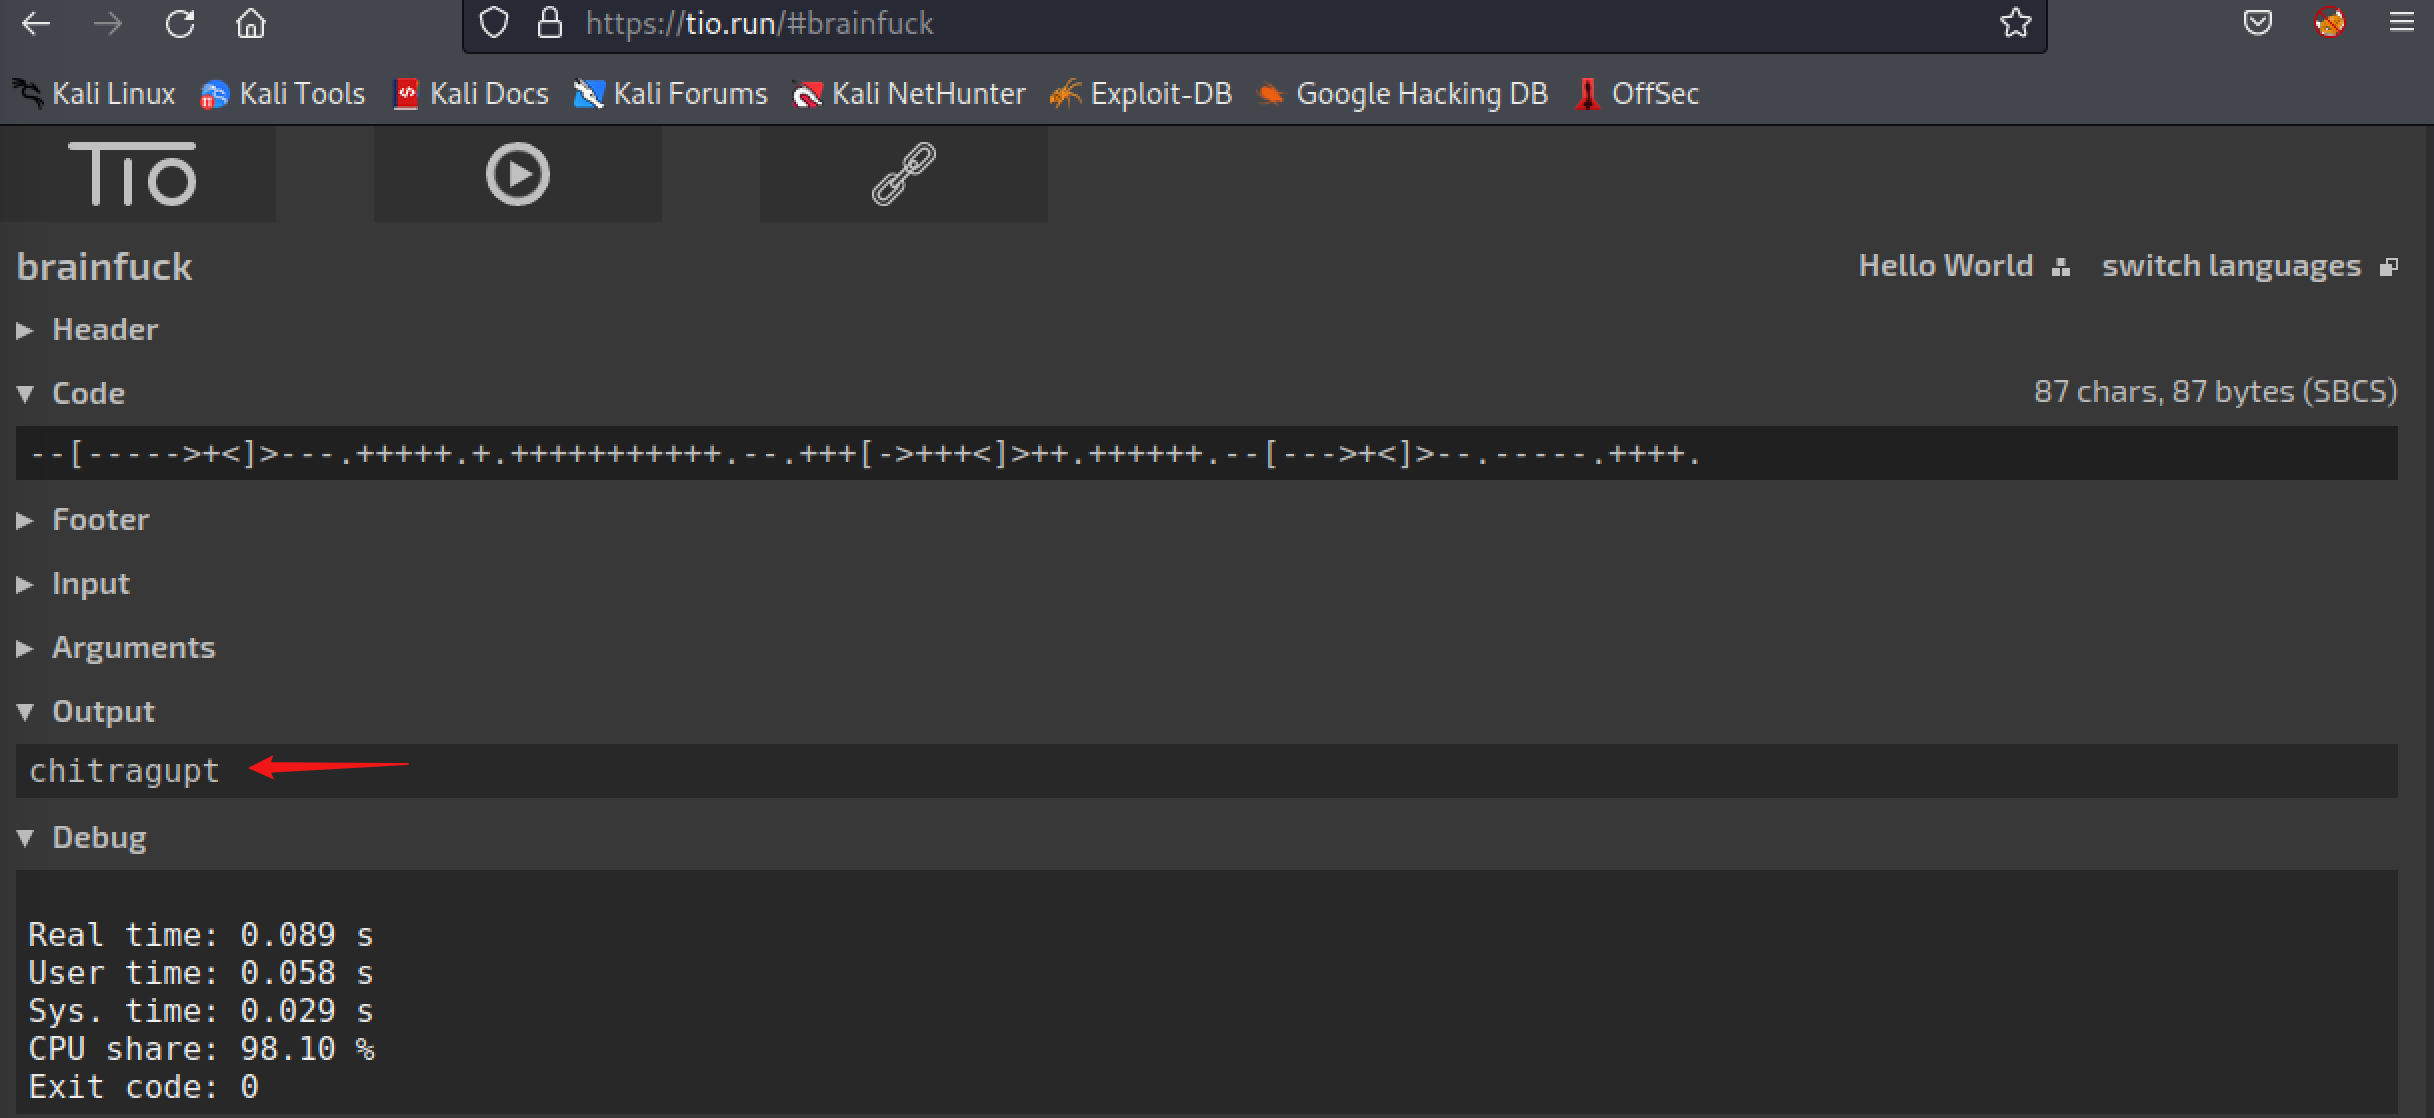 https://tio.run/#brainfuck
Kali Linux Kali Tools Kali Docs Kali Forums Kali NetHunter Exploit-DB Google Hacking DB OffSec
TIO
brainfuck Hello World switch languages
Header
Code 87 chars, 87 bytes (SBCS)
--[----->+<]>---.+++++.+.+++++++++++.--.+++[->+++<]>++.++++++.--[--->+<]>--.-----.++++.
Footer
Input
Arguments
Output
chitragupt
Debug
Real time: 0.089 s
User time: 0.058 s
Sys. time: 0.029 s
CPU share: 98.10 %
Exit code: 0